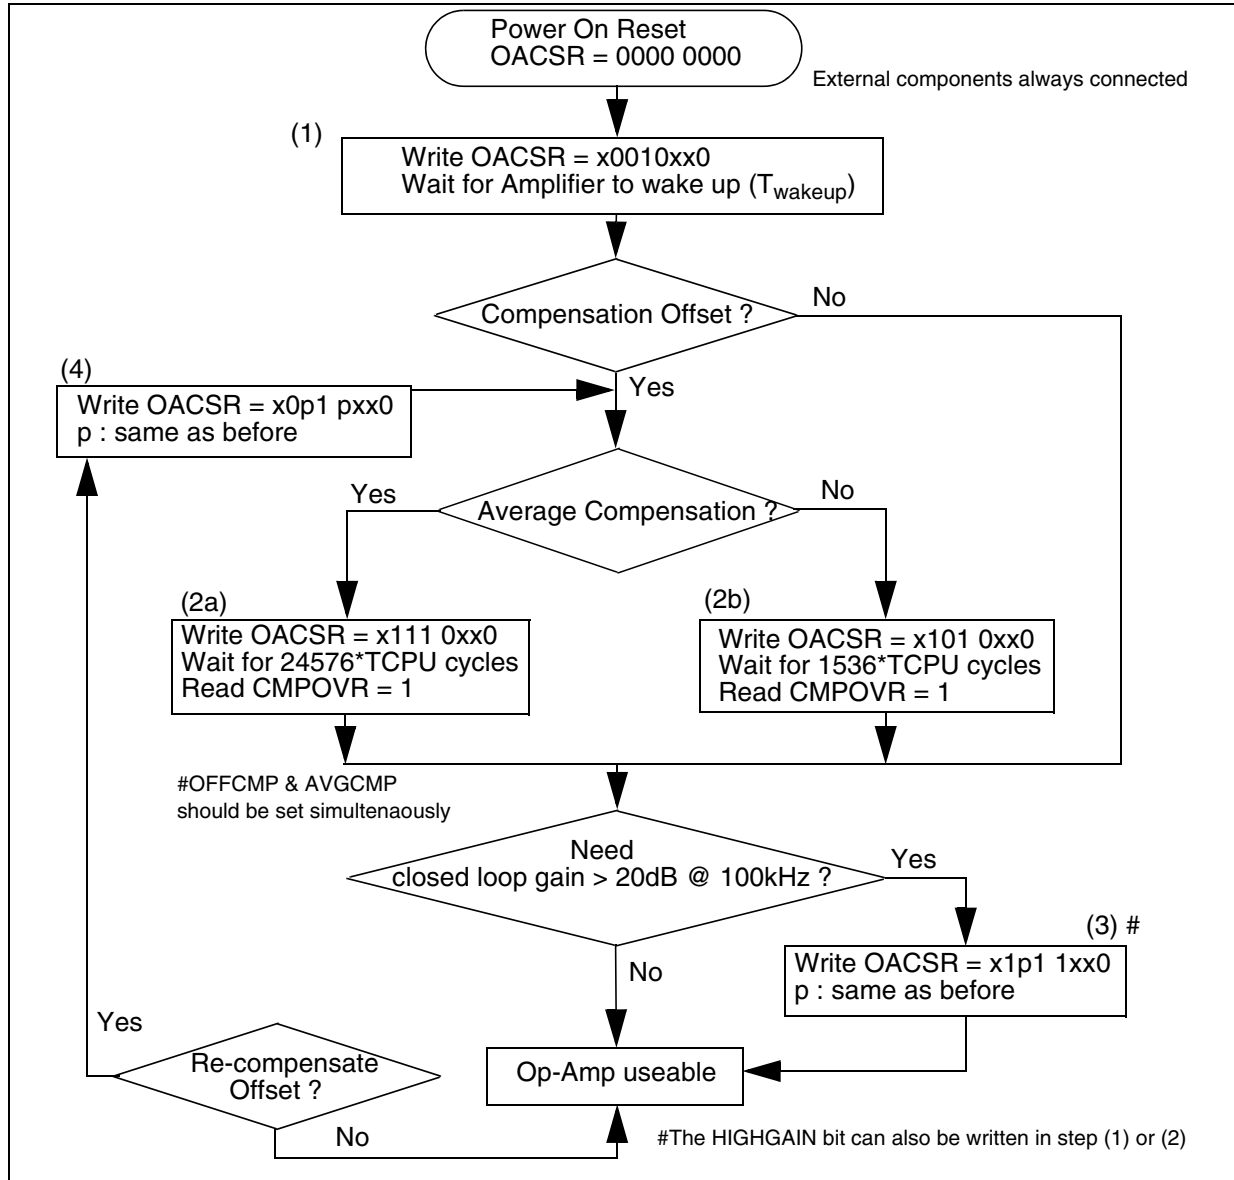 Power On Reset
OACSR = 0000 0000
External components always connected
(1)
Write OACSR = x0010xx0
Wait for Amplifier to wake up (Twakeup)
Compensation Offset ?
No
Yes
(4)
Write OACSR = x0p1 pxx0
p : same as before
Average Compensation ?
Yes
No
(2a)
Write OACSR = x111 0xx0
Wait for 24576*TCPU cycles
Read CMPOVR = 1
(2b)
Write OACSR = x101 0xx0
Wait for 1536*TCPU cycles
Read CMPOVR = 1
#OFFCMP & AVGCMP
should be set simultenaously
Need
closed loop gain > 20dB @ 100kHz ?
Yes
No
(3) #
Write OACSR = x1p1 1xx0
p : same as before
Yes
Re-compensate
Offset ?
No
Op-Amp useable
#The HIGHGAIN bit can also be written in step (1) or (2)